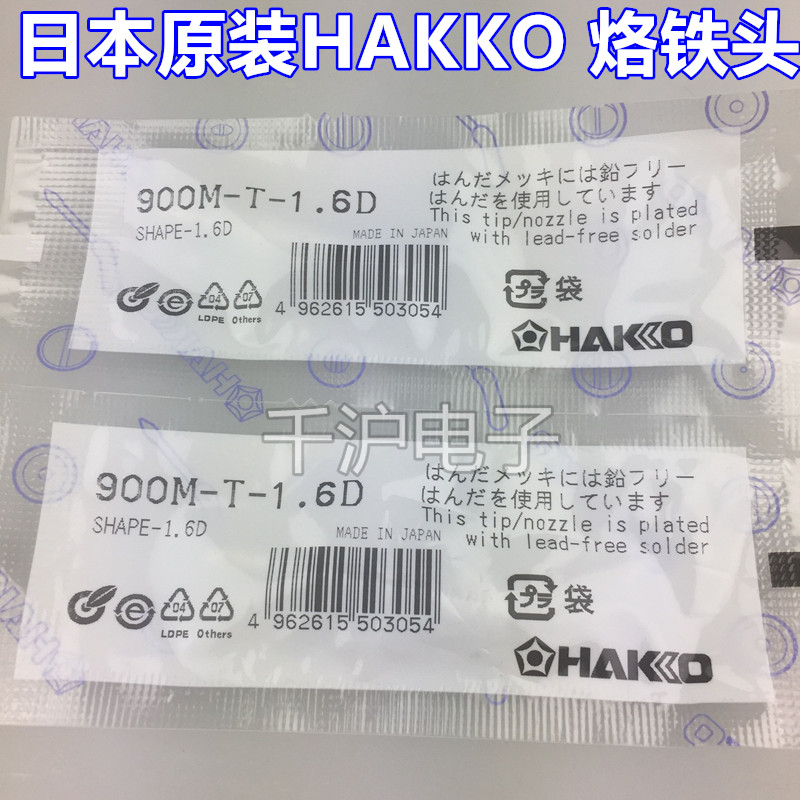 日本原装HAKKO 烙铁头
900M-T-1.6D
SHAPE-1.6D
MADE IN JAPAN
はんだメッキには鉛フリー
はんだを使用しています
This tip/nozzle is plated
with lead-free solder
04 07
LDPE Others
4 962615 503054
プラ 袋
HAKKO
千沪电子
900M-T-1.6D
SHAPE-1.6D
MADE IN JAPAN
はんだメッキには鉛フリー
はんだを使用しています
This tip/nozzle is plated
with lead-free solder
04 07
LDPE Others
4 962615 503054
プラ 袋
HAKKO